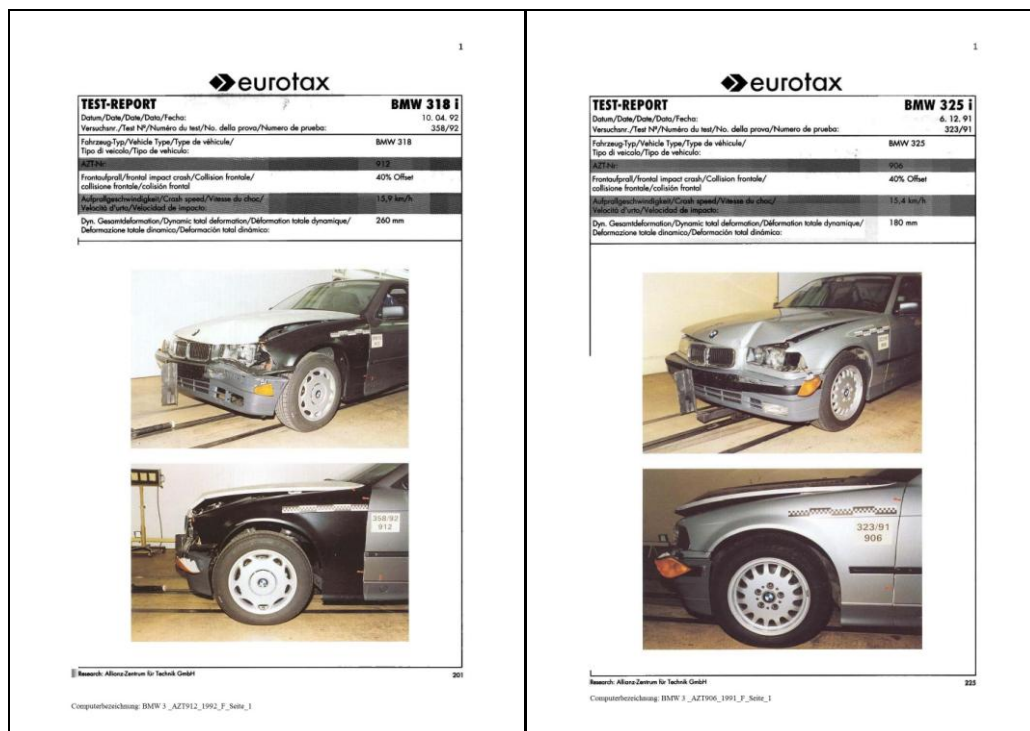 1
eurotax
TEST-REPORT BMW 318 i
Datum/Date/Date/Data/Fecha: 10. 04. 92
Versuchsnr./Test Nº/Numéro du test/No. della prova/Numero de prueba: 358/92
Fahrzeug-Typ/Vehicle Type/Type de véhicule/ BMW 318
Tipo di veicolo/Tipo de vehiculo:
AZT-Nr: 912
Frontaufprall/frontal impact crash/Collision frontale/ 40% Offset
collisione frontale/colisión frontal
Aufprallgeschwindigkeit/Crash speed/Vitesse du choc/ 15,9 km/h
Velocità d'urto/Velocidad de impacto:
Dyn. Gesamtdeformation/Dynamic total deformation/Déformation totale dynamique/ 260 mm
Deformazione totale dinamico/Deformación total dinámico:
358/92
912
Research: Allianz-Zentrum für Technik GmbH 201
Computerbezeichnung: BMW 3 _AZT912_1992_F_Seite_1
1
eurotax
TEST-REPORT BMW 325 i
Datum/Date/Date/Data/Fecha: 6. 12. 91
Versuchsnr./Test Nº/Numéro du test/No. della prova/Numero de prueba: 323/91
Fahrzeug-Typ/Vehicle Type/Type de véhicule/ BMW 325
Tipo di veicolo/Tipo de vehiculo:
AZT-Nr: 906
Frontaufprall/frontal impact crash/Collision frontale/ 40% Offset
collisione frontale/colisión frontal
Aufprallgeschwindigkeit/Crash speed/Vitesse du choc/ 15,4 km/h
Velocità d'urto/Velocidad de impacto:
Dyn. Gesamtdeformation/Dynamic total deformation/Déformation totale dynamique/ 180 mm
Deformazione totale dinamico/Deformación total dinámico:
323/91
906
Research: Allianz-Zentrum für Technik GmbH 225
Computerbezeichnung: BMW 3 _AZT906_1991_F_Seite_1